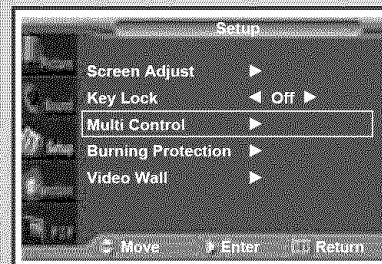 Setup
Screen Adjust ▶
Key Lock ◀ Off ▶
Multi Control ▶
Burning Protection ▶
Video Wall ▶
Move Enter Return